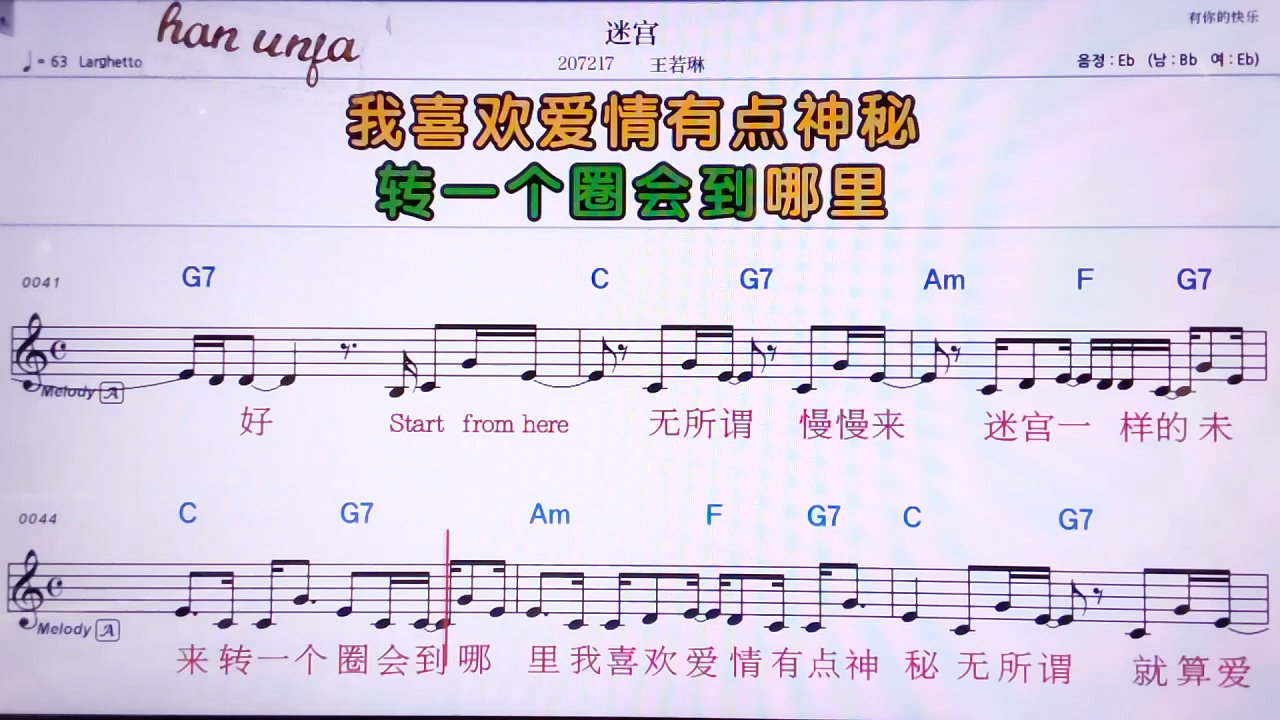 han unfa
迷宫
有你的快乐
♩= 63 Larghetto
207217 王若琳
음정 : Eb (남 : Bb 여 : Eb)
我喜欢爱情有点神秘
转一个圈会到哪里
0041 G7 C G7 Am F G7
Melody A
好 Start from here 无所谓 慢慢来 迷宫一 样的 未
0044 C G7 Am F G7 C G7
Melody A
来 转一个 圈会到 哪 里我喜欢爱情有点神 秘 无所谓 就算爱